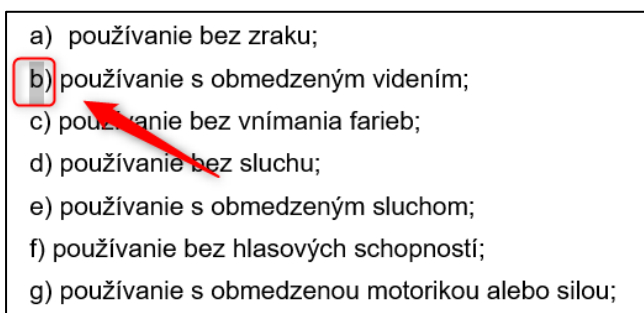 a) používanie bez zraku;
b) používanie s obmedzeným videním;
c) používanie bez vnímania farieb;
d) používanie bez sluchu;
e) používanie s obmedzeným sluchom;
f) používanie bez hlasových schopností;
g) používanie s obmedzenou motorikou alebo silou;